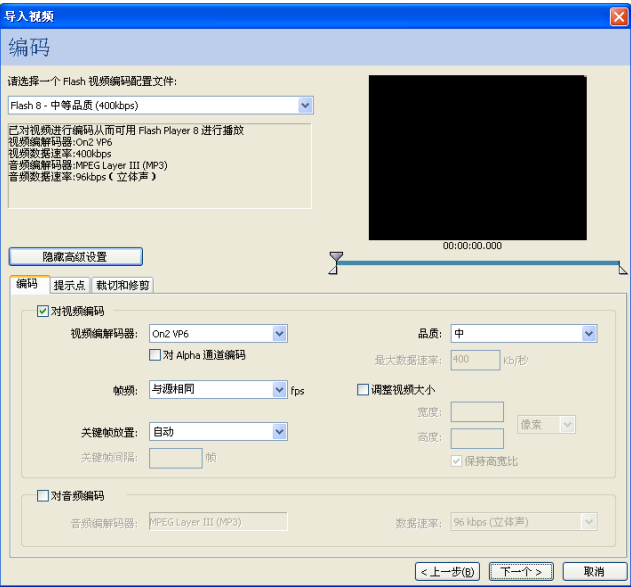 导入视频
编码
请选择一个 Flash 视频编码配置文件:
Flash 8 - 中等品质 (400kbps)
已对视频进行编码从而可用 Flash Player 8 进行播放
视频编解码器:On2 VP6
视频数据速率:400kbps
音频编解码器:MPEG Layer III (MP3)
音频数据速率:96kbps（立体声）
00:00:00.000
隐藏高级设置
编码 提示点 裁切和修剪
对视频编码
视频编解码器: On2 VP6 品质: 中
对 Alpha 通道编码 最大数据速率: 400 Kb/秒
帧频: 与源相同 fps 调整视频大小
宽度:
关键帧放置: 自动 像素
高度:
关键帧间隔: 帧 保持高宽比
对音频编码
音频编解码器: MPEG Layer III (MP3) 数据速率: 96 kbps (立体声)
<上一步(B) 下一个 > 取消